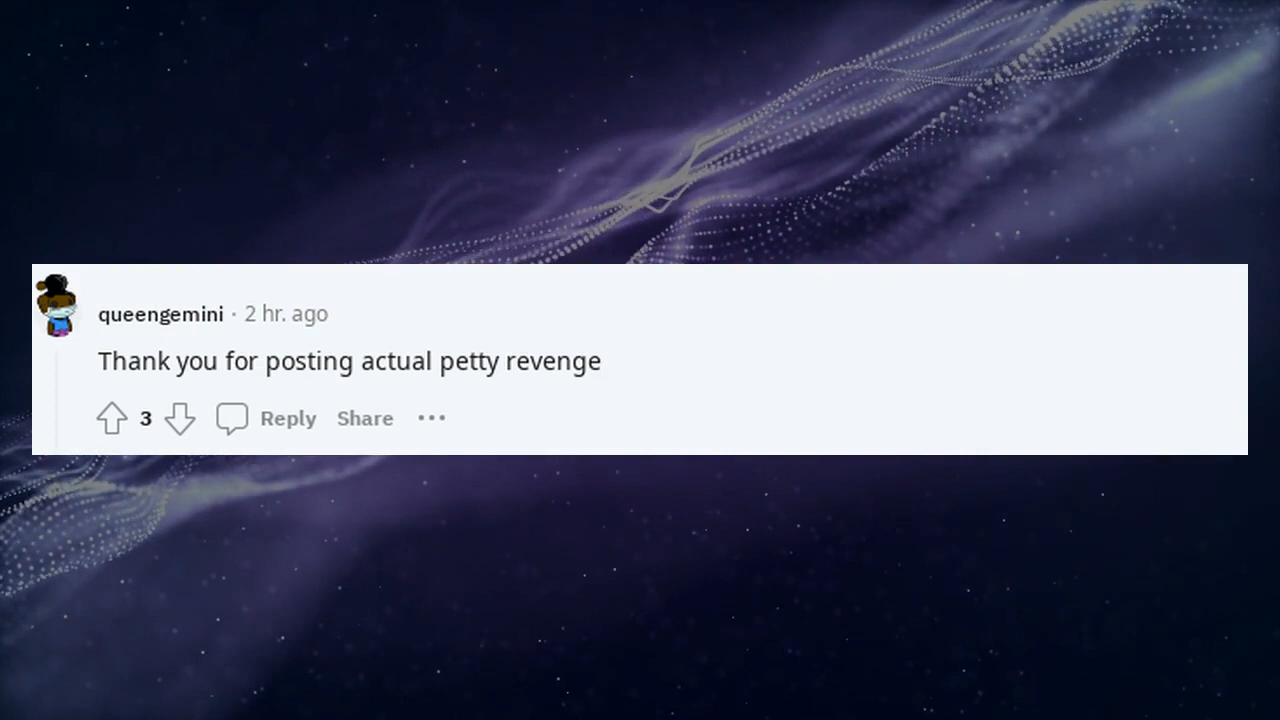 queengemini · 2 hr. ago
Thank you for posting actual petty revenge
3 Reply Share ···